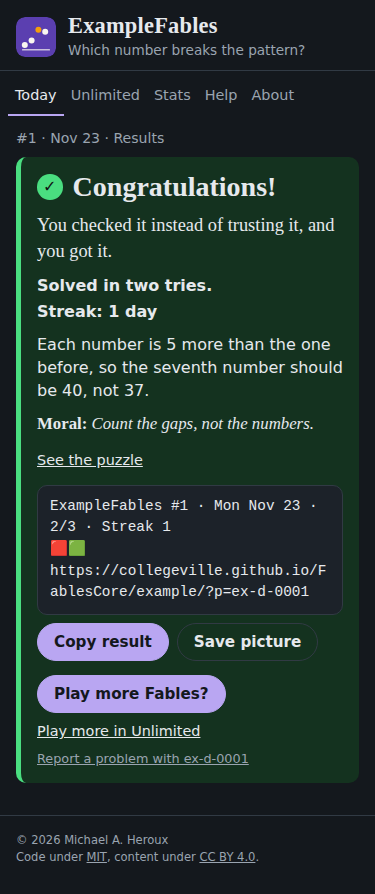 ExampleFables
Which number breaks the pattern?
Today Unlimited Stats Help About
#1 · Nov 23 · Results
✓ Congratulations!
You checked it instead of trusting it, and
you got it.
Solved in two tries.
Streak: 1 day
Each number is 5 more than the one
before, so the seventh number should
be 40, not 37.
Moral: Count the gaps, not the numbers.
See the puzzle
ExampleFables #1 · Mon Nov 23 ·
2/3 · Streak 1
🟥🟩
https://collegeville.github.io/F
ablesCore/example/?p=ex-d-0001
Copy result Save picture
Play more Fables?
Play more in Unlimited
Report a problem with ex-d-0001
© 2026 Michael A. Heroux
Code under MIT, content under CC BY 4.0.